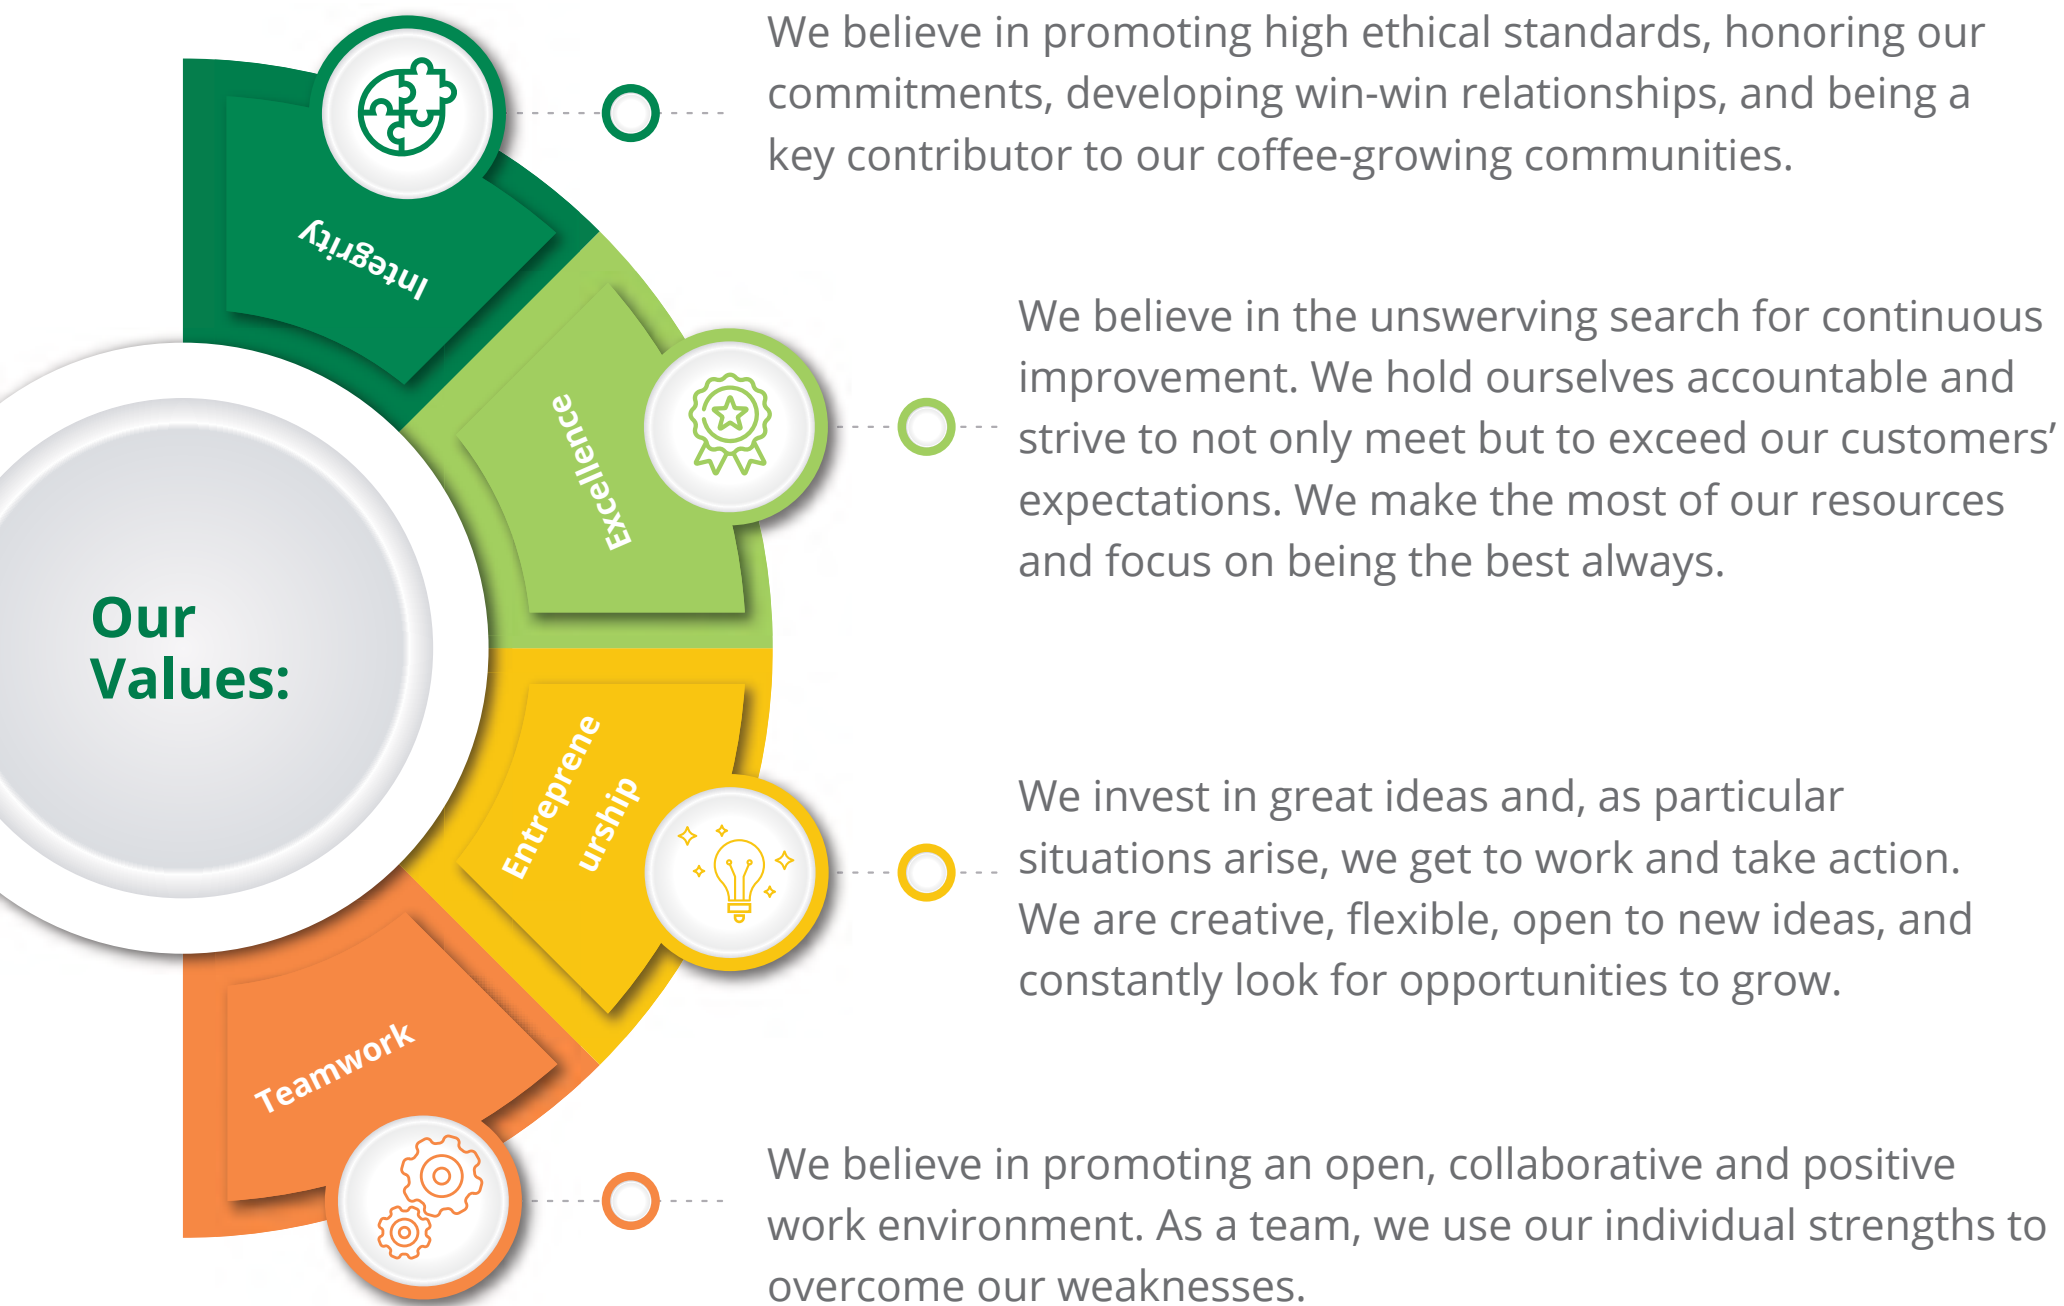 Our
Values:
Integrity
We believe in promoting high ethical standards, honoring our
commitments, developing win-win relationships, and being a
key contributor to our coffee-growing communities.
Excellence
We believe in the unswerving search for continuous
improvement. We hold ourselves accountable and
strive to not only meet but to exceed our customers’
expectations. We make the most of our resources
and focus on being the best always.
Entreprene
urship
We invest in great ideas and, as particular
situations arise, we get to work and take action.
We are creative, flexible, open to new ideas, and
constantly look for opportunities to grow.
Teamwork
We believe in promoting an open, collaborative and positive
work environment. As a team, we use our individual strengths to
overcome our weaknesses.